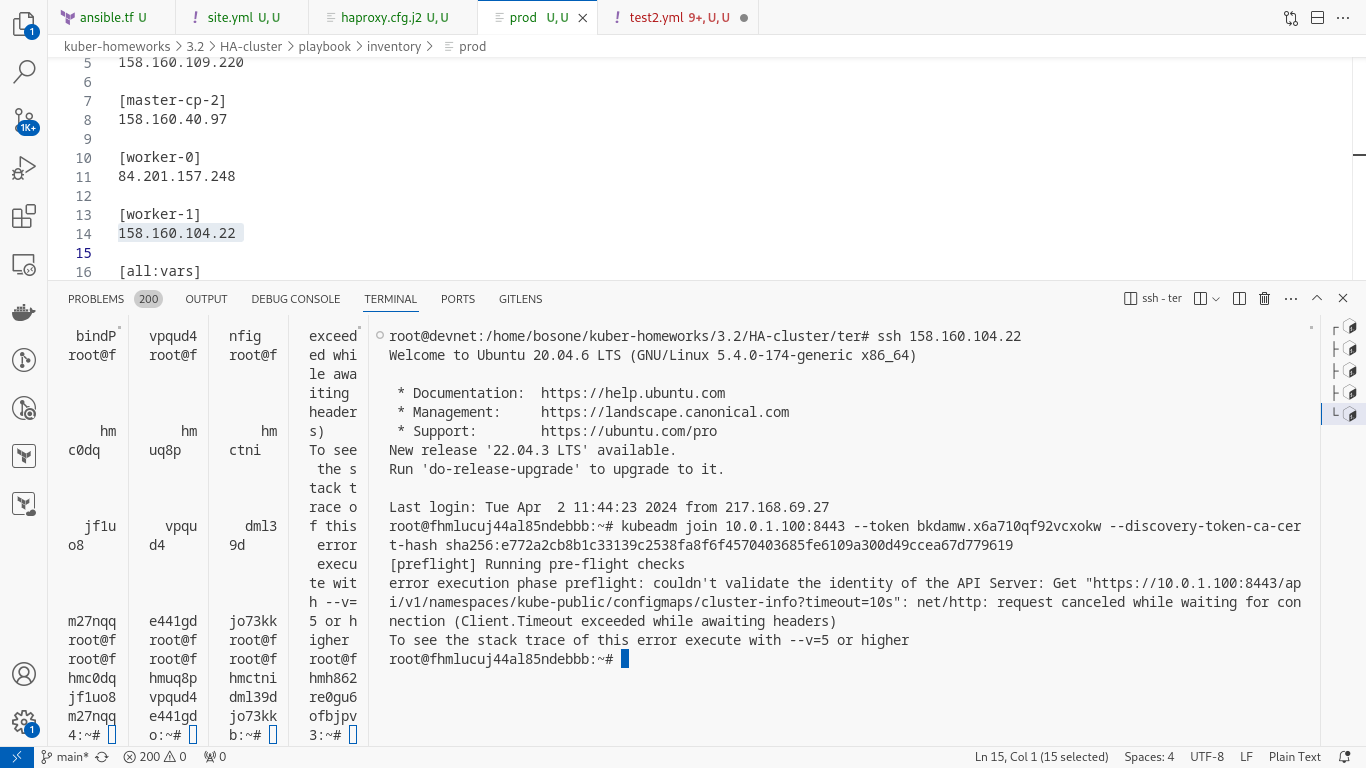 ansible.tf U
site.yml U, U
haproxy.cfg.j2 U, U
prod U, U
test2.yml 9+, U, U
kuber-homeworks > 3.2 > HA-cluster > playbook > inventory > prod
5 158.160.109.220
6
7 [master-cp-2]
8 158.160.40.97
9
10 [worker-0]
11 84.201.157.248
12
13 [worker-1]
14 158.160.104.22
15
16 [all:vars]
1
1K+
1
PROBLEMS 200 OUTPUT DEBUG CONSOLE TERMINAL PORTS GITLENS
ssh - ter
bindP
root@f
hm
c0dq
jf1u
o8
m27nqq
root@f
root@f
hmc0dq
jf1uo8
m27nqq
4:~#
vpqud4
root@f
hm
uq8p
vpqu
d4
e441gd
root@f
root@f
hmuq8p
vpqud4
e441gd
o:~#
nfig
root@f
hm
ctni
dml3
9d
jo73kk
root@f
root@f
hmctni
dml39d
jo73kk
b:~#
exceed
ed whi
le awa
iting
header
s)
To see
the s
tack t
race o
f this
error
execu
te wit
h --v=
5 or h
igher
root@f
hmh862
re0gu6
ofbjpv
3:~#
root@devnet:/home/bosone/kuber-homeworks/3.2/HA-cluster/ter# ssh 158.160.104.22
Welcome to Ubuntu 20.04.6 LTS (GNU/Linux 5.4.0-174-generic x86_64)
* Documentation: https://help.ubuntu.com
* Management: https://landscape.canonical.com
* Support: https://ubuntu.com/pro
New release '22.04.3 LTS' available.
Run 'do-release-upgrade' to upgrade to it.
Last login: Tue Apr 2 11:44:23 2024 from 217.168.69.27
root@fhmlucuj44al85ndebbb:~# kubeadm join 10.0.1.100:8443 --token bkdamw.x6a710qf92vcxokw --discovery-token-ca-cer
t-hash sha256:e772a2cb8b1c33139c2538fa8f6f4570403685fe6109a300d49ccea67d779619
[preflight] Running pre-flight checks
error execution phase preflight: couldn't validate the identity of the API Server: Get "https://10.0.1.100:8443/ap
i/v1/namespaces/kube-public/configmaps/cluster-info?timeout=10s": net/http: request canceled while waiting for con
nection (Client.Timeout exceeded while awaiting headers)
To see the stack trace of this error execute with --v=5 or higher
root@fhmlucuj44al85ndebbb:~#
main* 200 0 0
Ln 15, Col 1 (15 selected) Spaces: 4 UTF-8 LF Plain Text